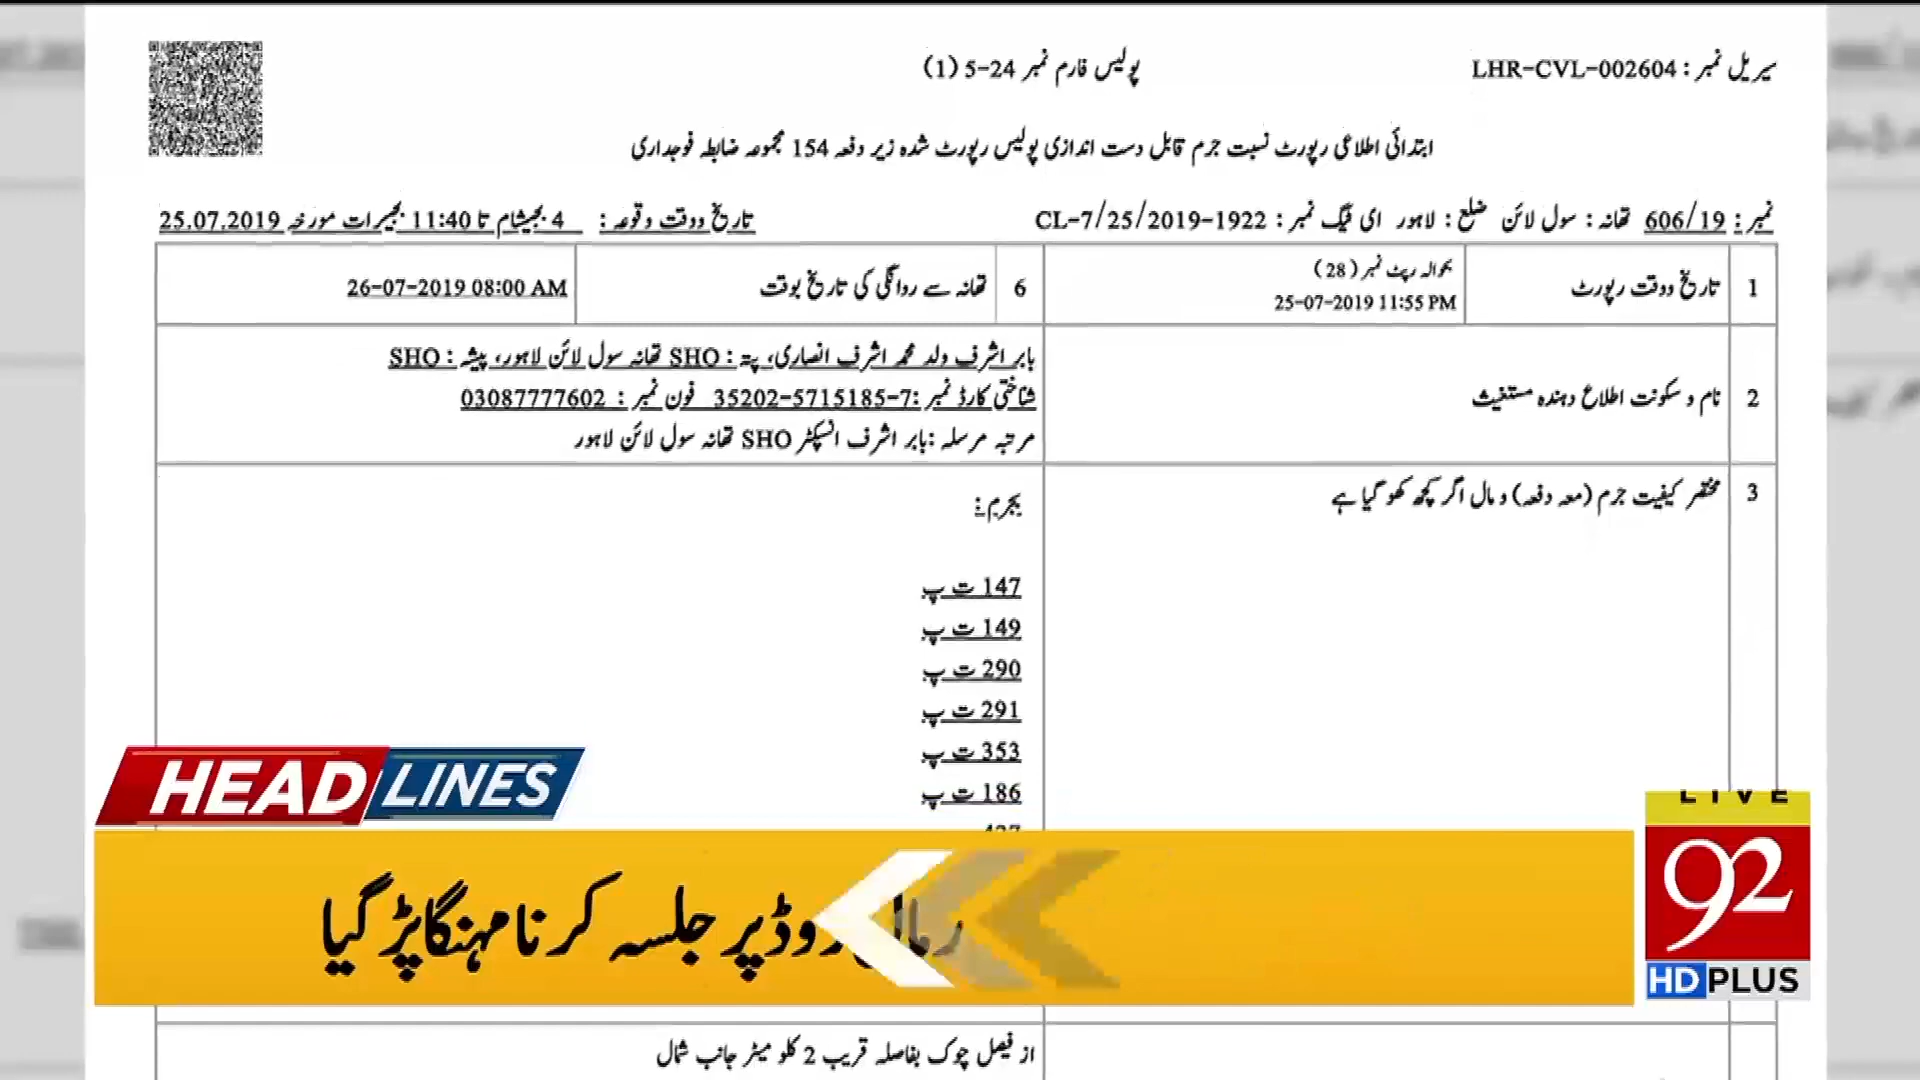 سیریل نمبر : LHR-CVL-002604
پولیس فارم نمبر 24-5 (1)
ابتدائی اطلاعی رپورٹ نسبت جرم قابل دست اندازی پولیس رپورٹ شدہ زیر دفعہ 154 مجموعہ ضابطہ فوجداری
نمبر : 606/19 تھانہ : سول لائن ضلع : لاہور ای ٹیگ نمبر : CL-7/25/2019-1922
تاریخ ووقت وقوعہ : 4 بجےشام تا 11:40 بجےرات مورخہ 25.07.2019
1 تاریخ ووقت رپورٹ
بحوالہ رپٹ نمبر ( 28 )
25-07-2019 11:55 PM
6 تھانہ سے روانگی کی تاریخ بوقت
26-07-2019 08:00 AM
2 نام و سکونت اطلاع دہندہ مستغیث
بابر اشرف ولد محمد اشرف انصاری، پتہ : SHO تھانہ سول لائن لاہور، پیشہ : SHO
شناختی کارڈ نمبر :7-5715185-35202 فون نمبر : 03087777602
مرتبہ مرسلہ :بابر اشرف انسپکٹر SHO تھانہ سول لائن لاہور
3 مختصر کیفیت جرم (معہ دفعہ) و مال اگر کچھ کھو گیا ہے
بجرم :
147 ت پ
149 ت پ
290 ت پ
291 ت پ
353 ت پ
186 ت پ
HEADLINES
پر جلسہ کرنا مہنگا پڑ گیا
LIVE
92
HD PLUS
از فیصل چوک بفاصلہ قریب 2 کلو میٹر جانب شمال